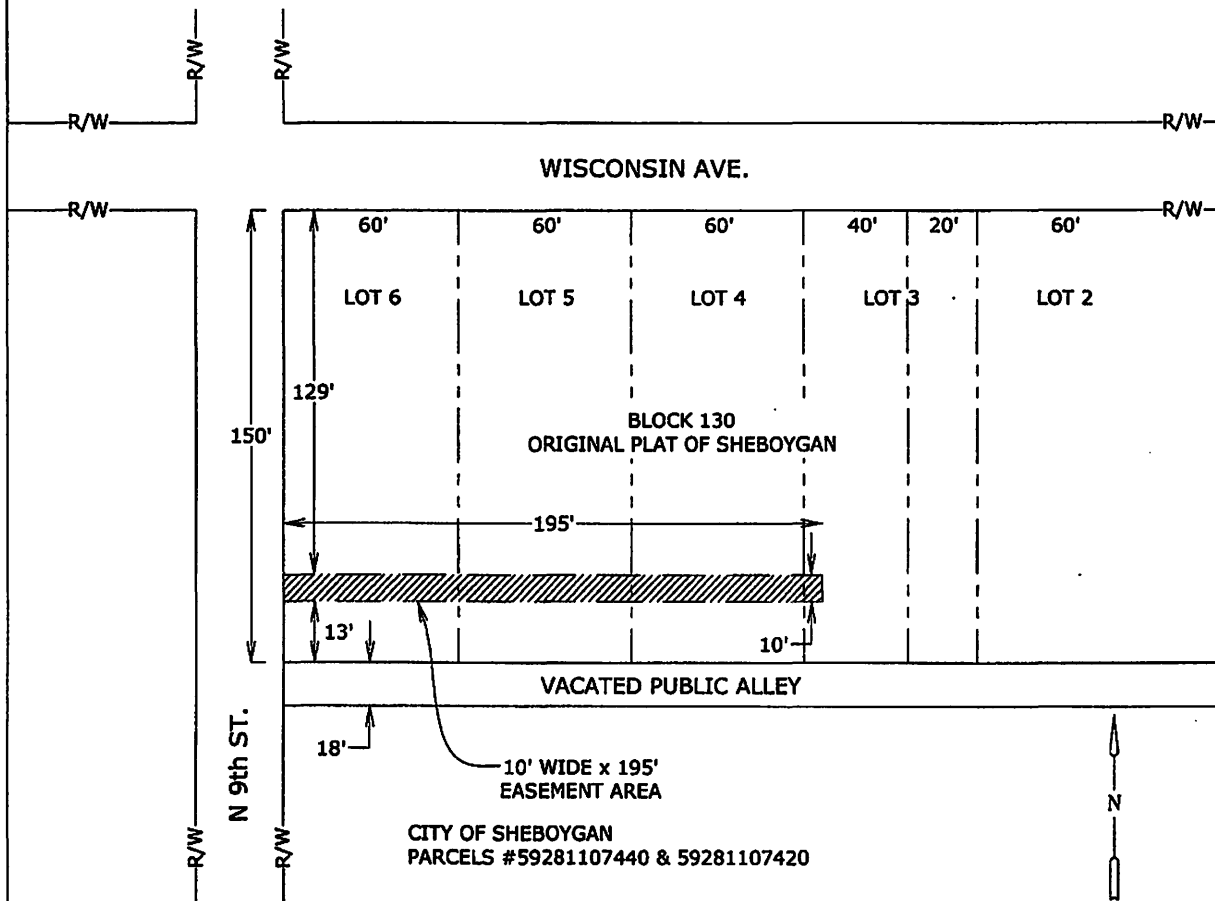 R/W
R/W
R/W
R/W
WISCONSIN AVE.
R/W
R/W
60'
60'
60'
40'
20'
60'
LOT 6
LOT 5
LOT 4
LOT 3
LOT 2
129'
150'
BLOCK 130
ORIGINAL PLAT OF SHEBOYGAN
195'
13'
10'
VACATED PUBLIC ALLEY
18'
N 9th ST.
10' WIDE x 195'
EASEMENT AREA
N
CITY OF SHEBOYGAN
PARCELS #59281107440 & 59281107420
R/W
R/W